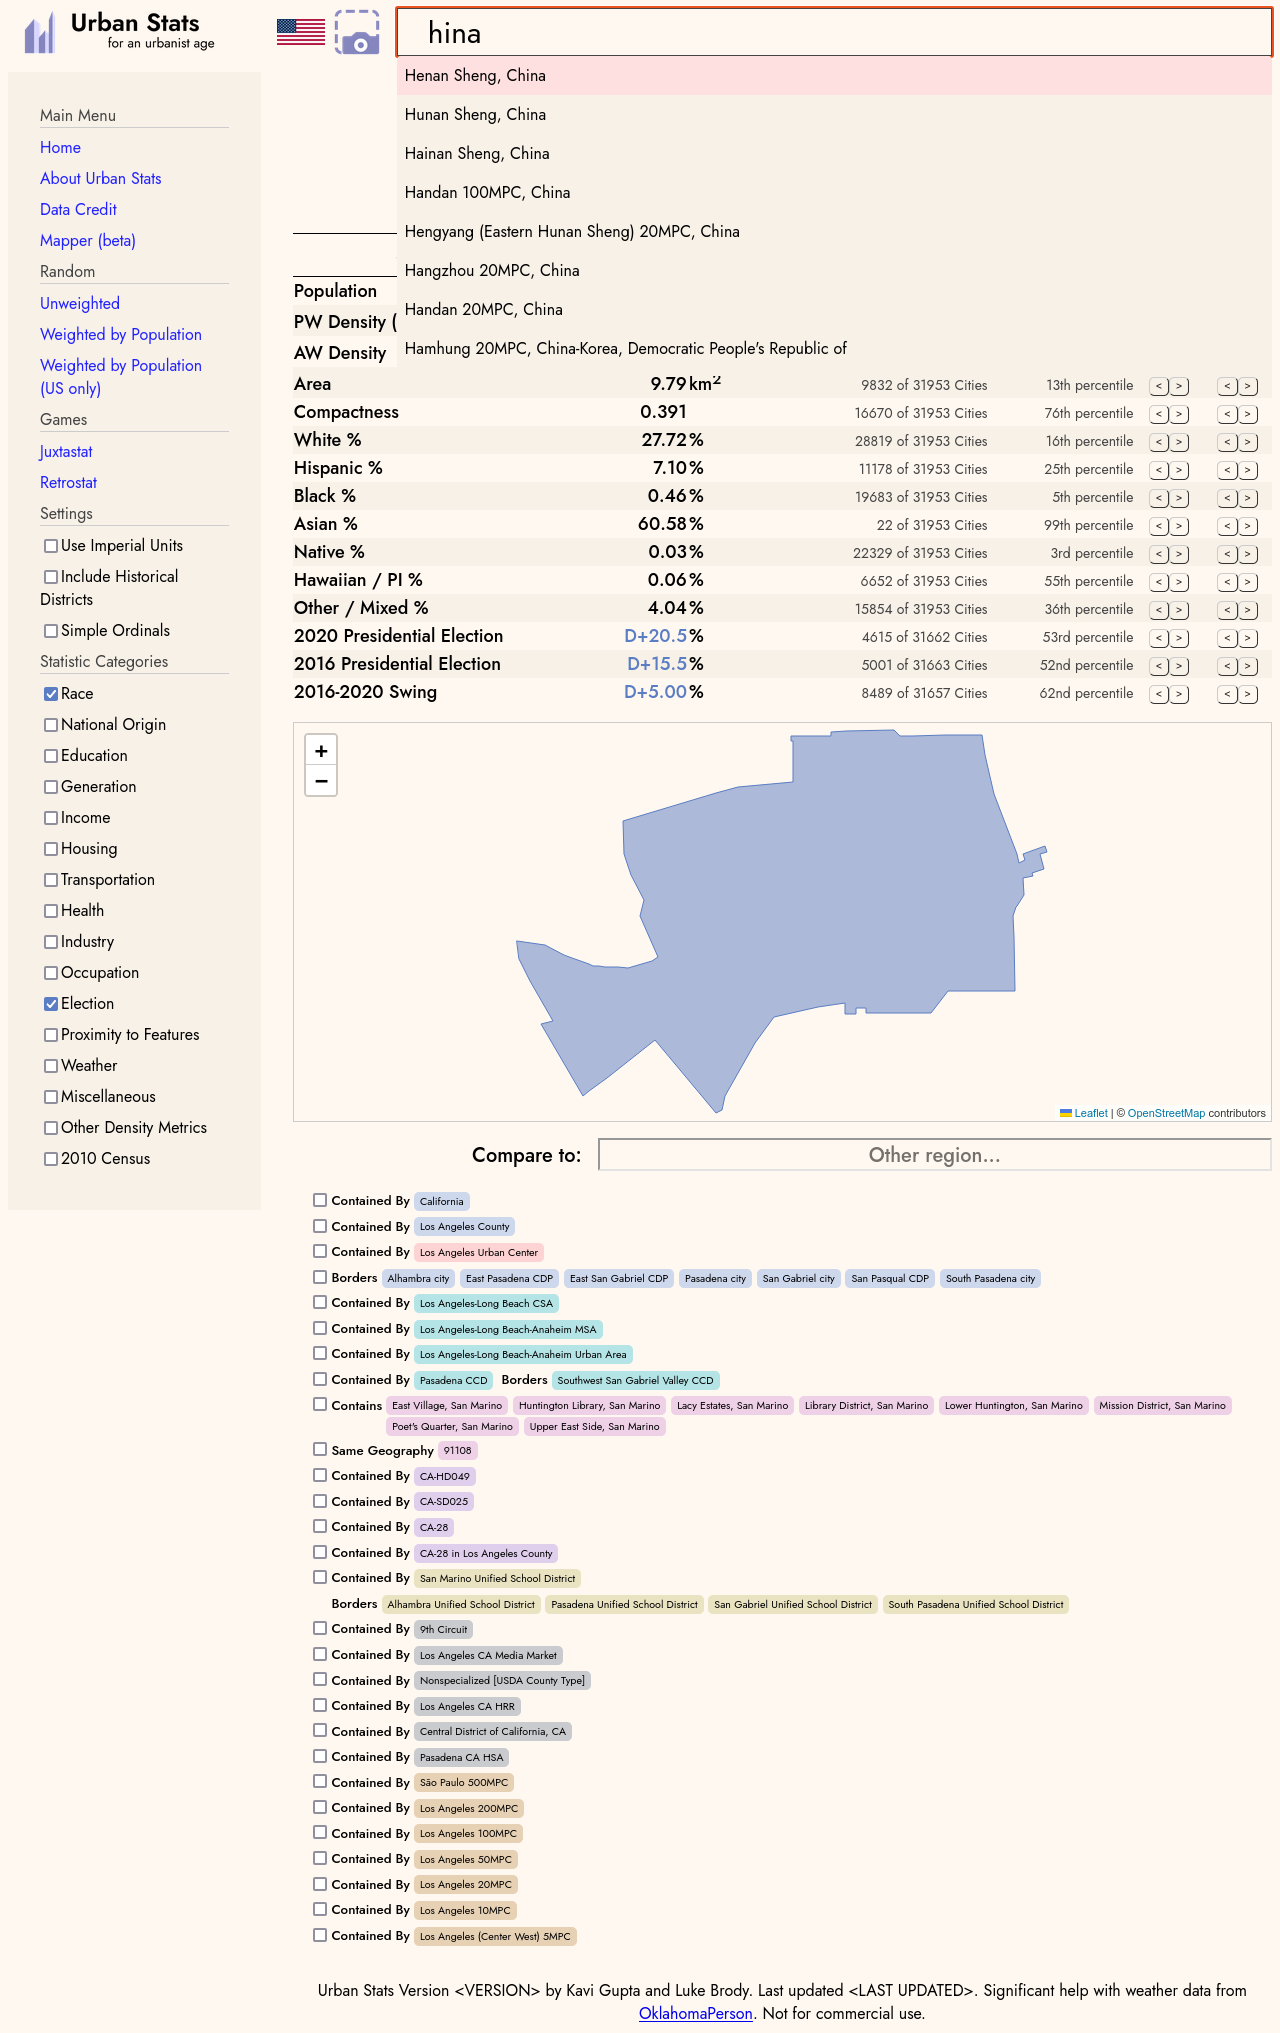 Urban Stats
for an urbanist age
hina
Henan Sheng, China
Hunan Sheng, China
Hainan Sheng, China
Handan 100MPC, China
Hengyang (Eastern Hunan Sheng) 20MPC, China
Hangzhou 20MPC, China
Handan 20MPC, China
Hamhung 20MPC, China-Korea, Democratic People's Republic of
Main Menu
Home
About Urban Stats
Data Credit
Mapper (beta)
Random
Unweighted
Weighted by Population
Weighted by Population
(US only)
Games
Juxtastat
Retrostat
Settings
Use Imperial Units
Include Historical
Districts
Simple Ordinals
Statistic Categories
Race
National Origin
Education
Generation
Income
Housing
Transportation
Health
Industry
Occupation
Election
Proximity to Features
Weather
Miscellaneous
Other Density Metrics
2010 Census
Population
PW Density (
AW Density
Area 9.79 km² 9832 of 31953 Cities 13th percentile < > < >
Compactness 0.391 16670 of 31953 Cities 76th percentile < > < >
White % 27.72 % 28819 of 31953 Cities 16th percentile < > < >
Hispanic % 7.10 % 11178 of 31953 Cities 25th percentile < > < >
Black % 0.46 % 19683 of 31953 Cities 5th percentile < > < >
Asian % 60.58 % 22 of 31953 Cities 99th percentile < > < >
Native % 0.03 % 22329 of 31953 Cities 3rd percentile < > < >
Hawaiian / PI % 0.06 % 6652 of 31953 Cities 55th percentile < > < >
Other / Mixed % 4.04 % 15854 of 31953 Cities 36th percentile < > < >
2020 Presidential Election D+20.5 % 4615 of 31662 Cities 53rd percentile < > < >
2016 Presidential Election D+15.5 % 5001 of 31663 Cities 52nd percentile < > < >
2016-2020 Swing D+5.00 % 8489 of 31657 Cities 62nd percentile < > < >
+
−
Leaflet | © OpenStreetMap contributors
Compare to: Other region...
Contained By California
Contained By Los Angeles County
Contained By Los Angeles Urban Center
Borders Alhambra city East Pasadena CDP East San Gabriel CDP Pasadena city San Gabriel city San Pasqual CDP South Pasadena city
Contained By Los Angeles-Long Beach CSA
Contained By Los Angeles-Long Beach-Anaheim MSA
Contained By Los Angeles-Long Beach-Anaheim Urban Area
Contained By Pasadena CCD Borders Southwest San Gabriel Valley CCD
Contains East Village, San Marino Huntington Library, San Marino Lacy Estates, San Marino Library District, San Marino Lower Huntington, San Marino Mission District, San Marino
Poet's Quarter, San Marino Upper East Side, San Marino
Same Geography 91108
Contained By CA-HD049
Contained By CA-SD025
Contained By CA-28
Contained By CA-28 in Los Angeles County
Contained By San Marino Unified School District
Borders Alhambra Unified School District Pasadena Unified School District San Gabriel Unified School District South Pasadena Unified School District
Contained By 9th Circuit
Contained By Los Angeles CA Media Market
Contained By Nonspecialized [USDA County Type]
Contained By Los Angeles CA HRR
Contained By Central District of California, CA
Contained By Pasadena CA HSA
Contained By São Paulo 500MPC
Contained By Los Angeles 200MPC
Contained By Los Angeles 100MPC
Contained By Los Angeles 50MPC
Contained By Los Angeles 20MPC
Contained By Los Angeles 10MPC
Contained By Los Angeles (Center West) 5MPC
Urban Stats Version <VERSION> by Kavi Gupta and Luke Brody. Last updated <LAST UPDATED>. Significant help with weather data from
OklahomaPerson. Not for commercial use.